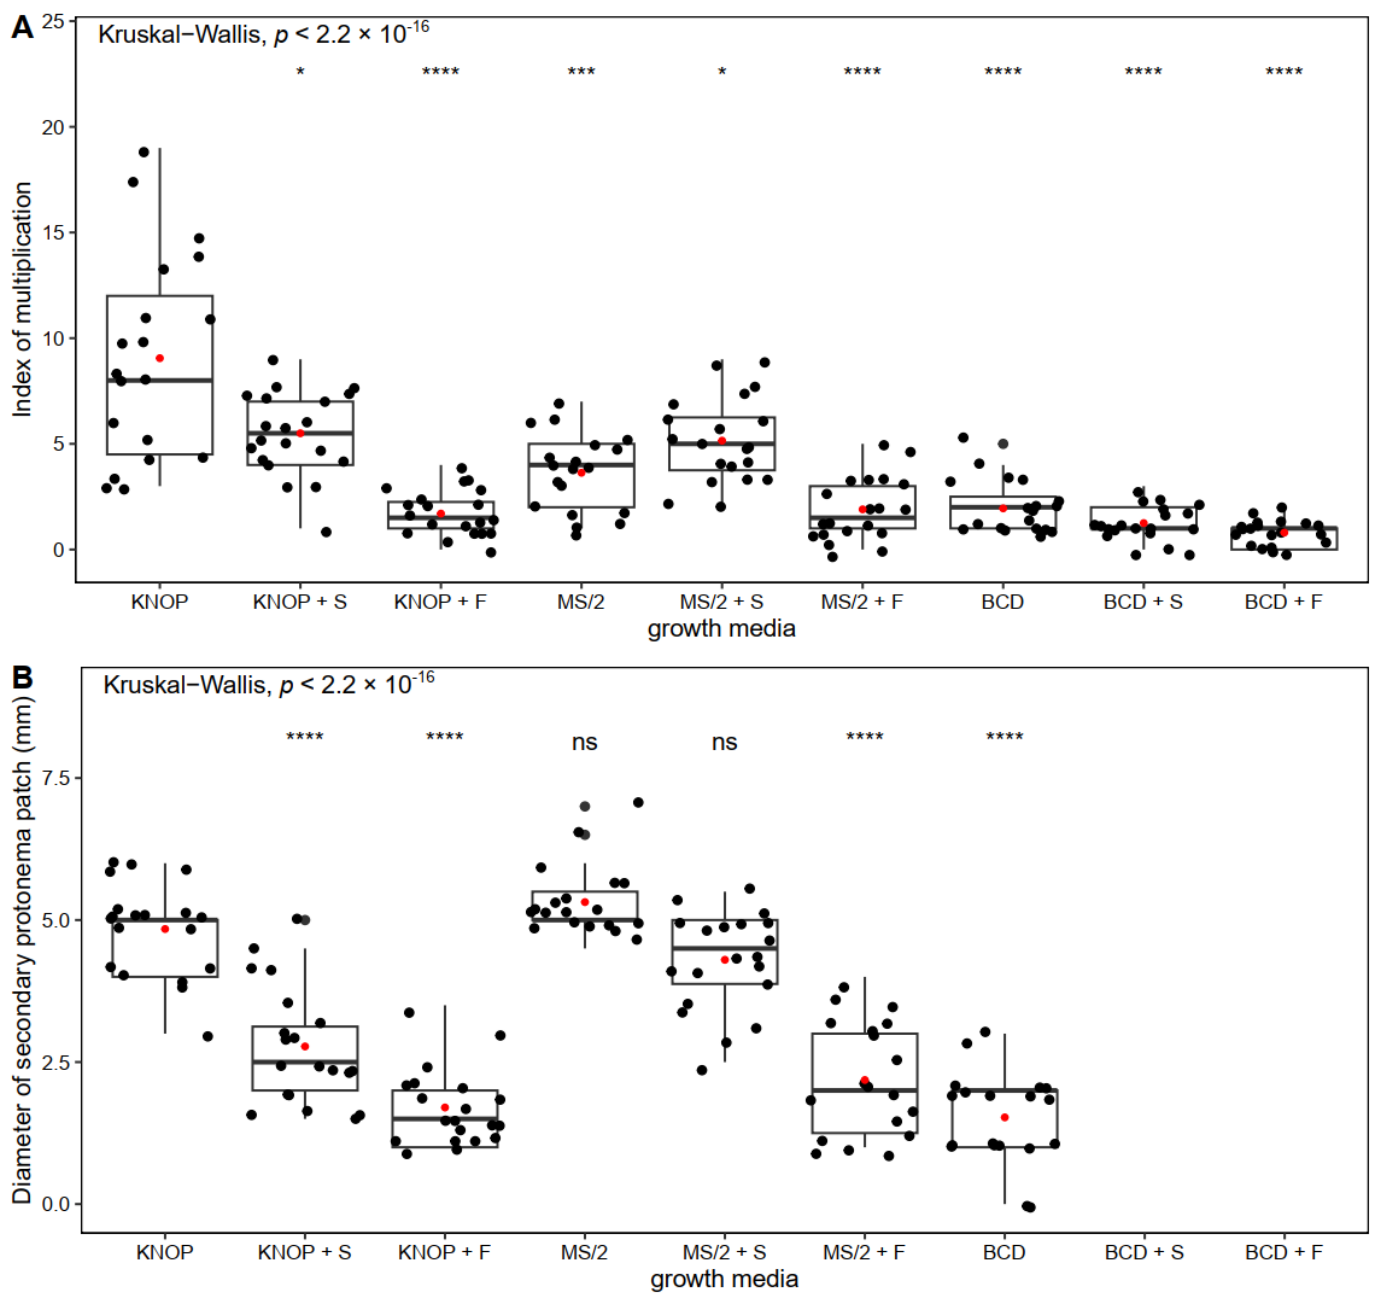 A
Kruskal−Wallis, p < 2.2 × 10⁻¹⁶
* **** *** * **** **** **** ****
25
20
15
10
5
0
Index of multiplication
KNOP KNOP + S KNOP + F MS/2 MS/2 + S MS/2 + F BCD BCD + S BCD + F
growth media
B
Kruskal−Wallis, p < 2.2 × 10⁻¹⁶
**** **** ns ns **** ****
7.5
5.0
2.5
0.0
Diameter of secondary protonema patch (mm)
KNOP KNOP + S KNOP + F MS/2 MS/2 + S MS/2 + F BCD BCD + S BCD + F
growth media